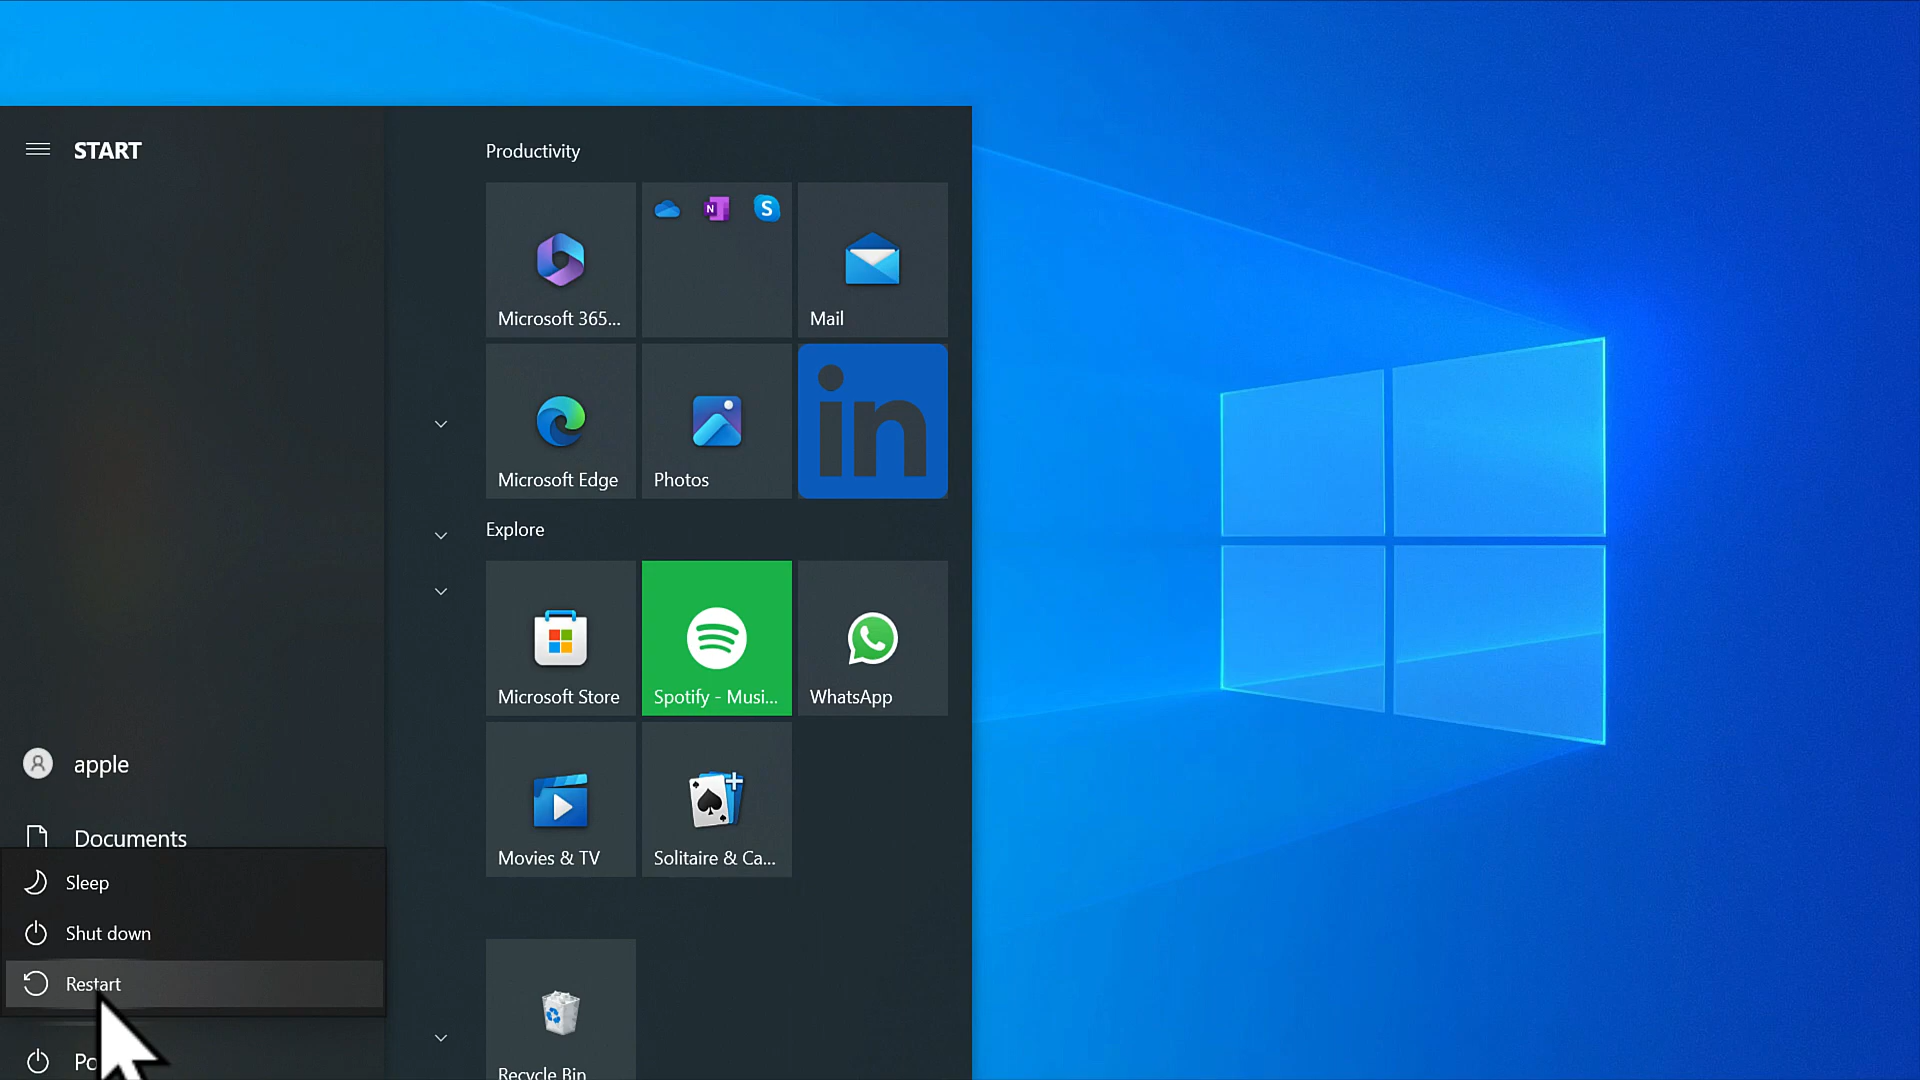 START
apple
Documents
Sleep
Shut down
Restart
Productivity
Microsoft 365...
Mail
Microsoft Edge
Photos
in
Explore
Microsoft Store
Spotify - Musi...
WhatsApp
Movies & TV
Solitaire & Ca...
Recycle Bin